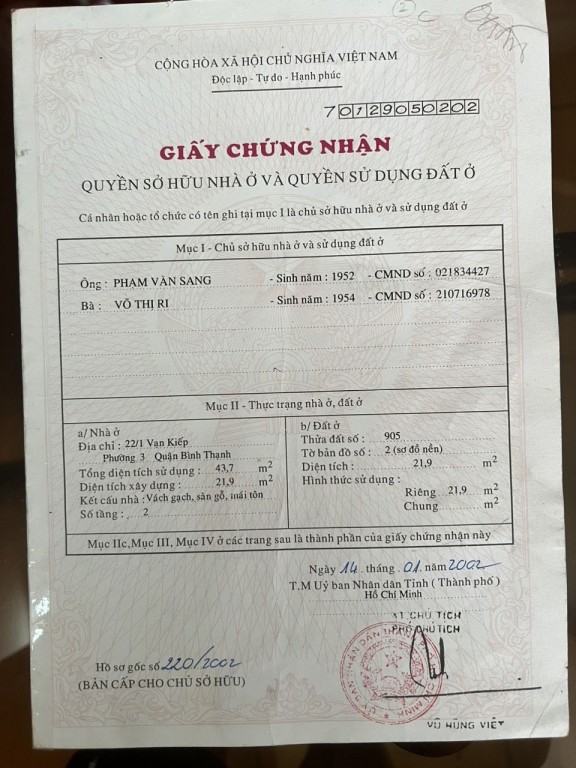 CỘNG HÒA XÃ HỘI CHỦ NGHĨA VIỆT NAM
Độc lập - Tự do - Hạnh phúc
7 01 29050202
GIẤY CHỨNG NHẬN
QUYỀN SỞ HỮU NHÀ Ở VÀ QUYỀN SỬ DỤNG ĐẤT Ở
Cá nhân hoặc tổ chức có tên ghi tại mục I là chủ sở hữu nhà ở và sử dụng đất ở
Mục I - Chủ sở hữu nhà ở và sử dụng đất ở
Ông : PHẠM VĂN SANG - Sinh năm : 1952 - CMND số : 021834427
Bà : VÕ THỊ RI - Sinh năm : 1954 - CMND số : 210716978
Mục II - Thực trạng nhà ở, đất ở
a/ Nhà ở
Địa chỉ : 22/1 Vạn Kiếp
Phường 3 Quận Bình Thạnh
Tổng diện tích sử dụng : 43,7 m2
Diện tích xây dựng : 21,9 m2
Kết cấu nhà : Vách gạch, sàn gỗ, mái tôn
Số tầng : 2
b/ Đất ở
Thửa đất số : 905
Tờ bản đồ số : 2 (sơ đồ nền)
Diện tích : 21,9 m2
Hình thức sử dụng :
Riêng 21,9 m2
Chung m2
Mục IIc, Mục III, Mục IV ở các trang sau là thành phần của giấy chứng nhận này
Ngày 14 tháng 01 năm 2002
T.M Uỷ ban Nhân dân Tỉnh ( Thành phố )
Hồ Chí Minh
KT. CHỦ TỊCH
PHÓ CHỦ TỊCH
Hồ sơ gốc số 220/2002
(BẢN CẤP CHO CHỦ SỞ HỮU)
VŨ HÙNG VIỆT